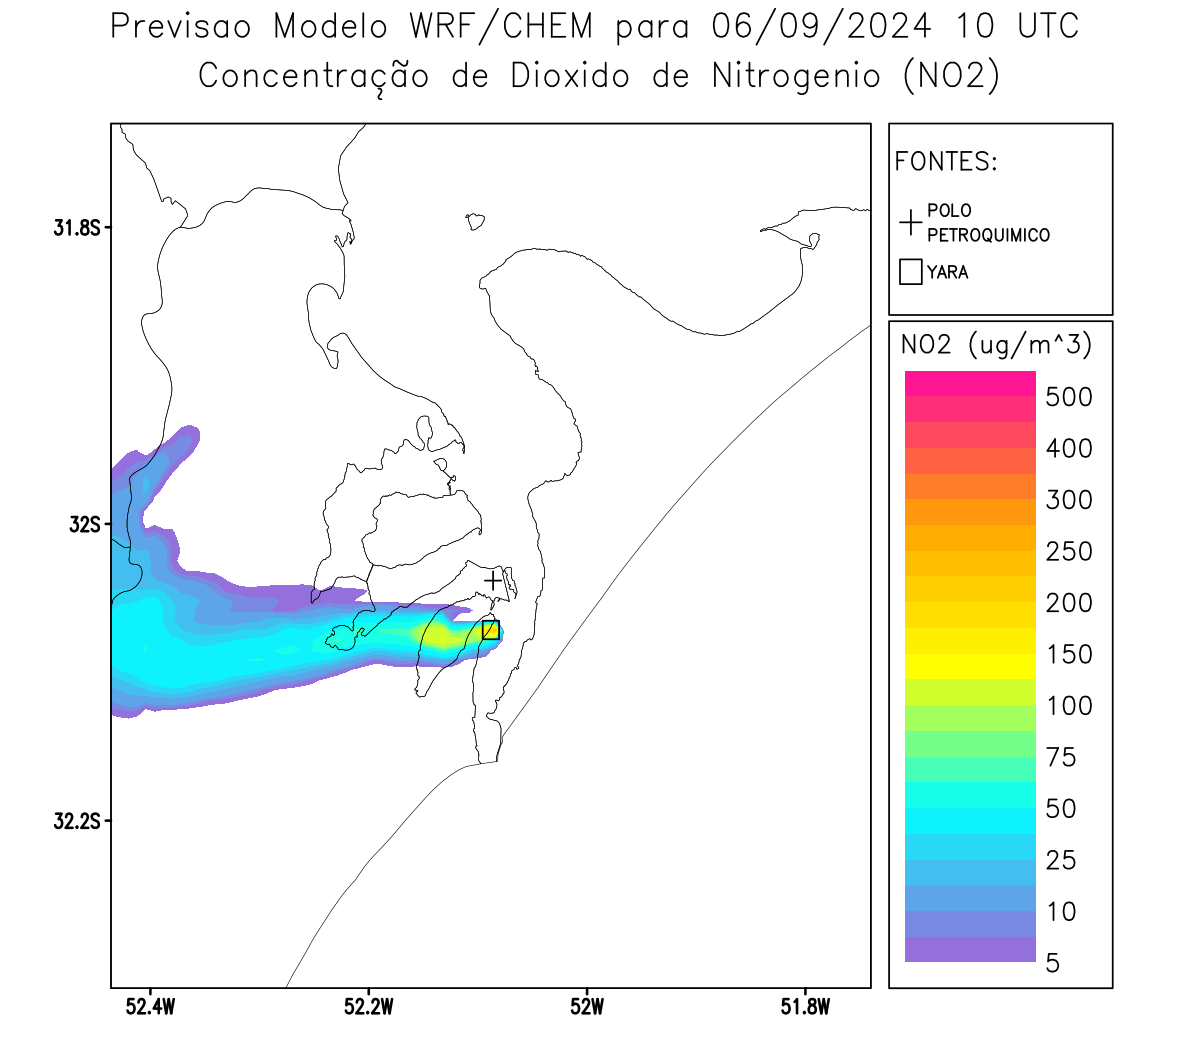 Previsao Modelo WRF/CHEM para 06/09/2024 10 UTC
Concentração de Dioxido de Nitrogenio (NO2)
FONTES:
POLO
PETROQUIMICO
YARA
NO2 (ug/m^3)
500
400
300
250
200
150
100
75
50
25
10
5
31.8S
32S
32.2S
52.4W
52.2W
52W
51.8W